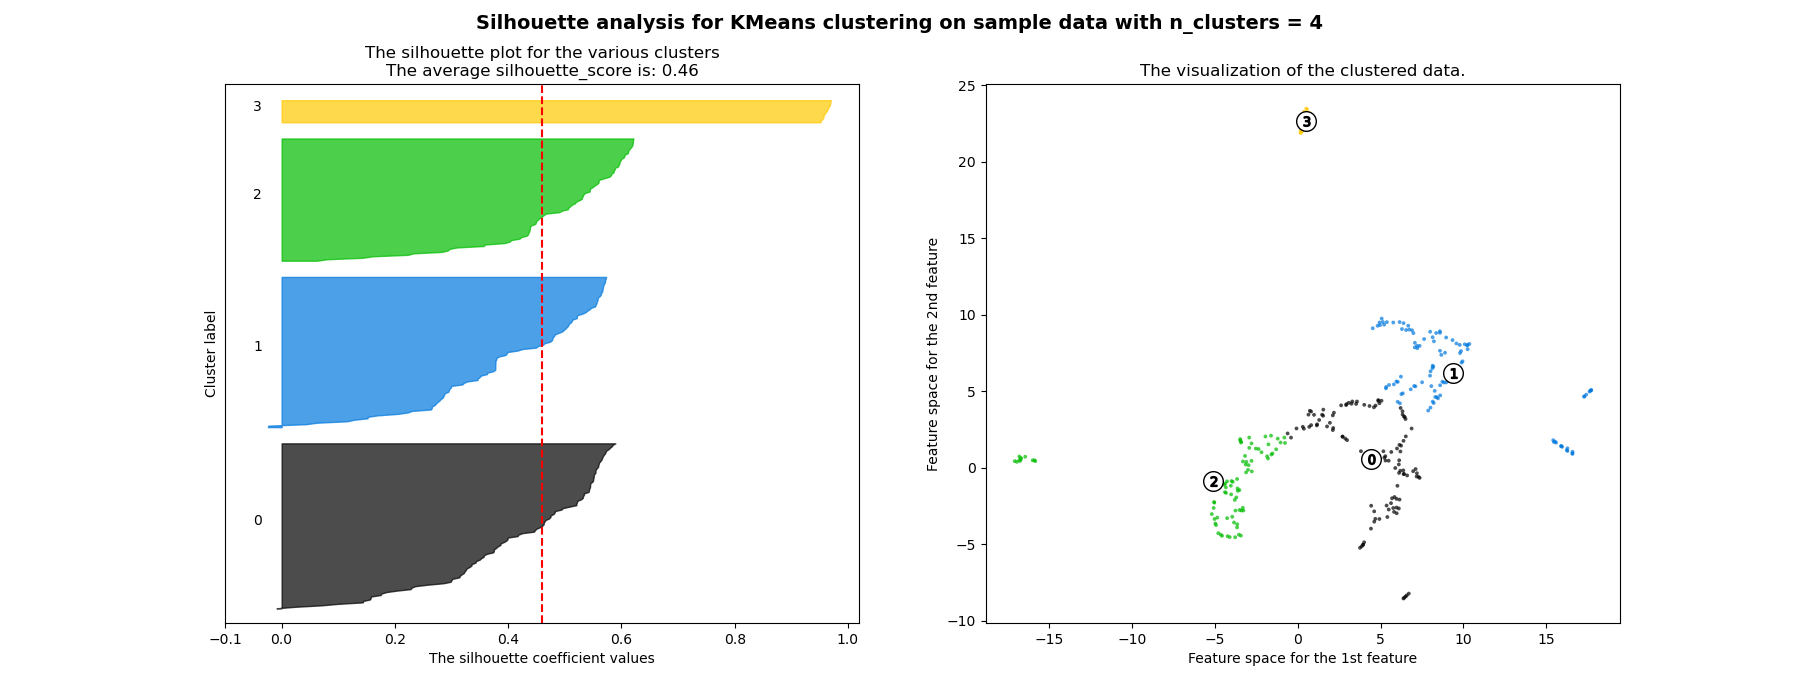 Silhouette analysis for KMeans clustering on sample data with n_clusters = 4
The silhouette plot for the various clusters
The average silhouette_score is: 0.46
3
2
1
0
Cluster label
−0.1 0.0 0.2 0.4 0.6 0.8 1.0
The silhouette coefficient values
The visualization of the clustered data.
25
20
15
10
5
0
−5
−10
Feature space for the 2nd feature
3
1
0
2
−15 −10 −5 0 5 10 15
Feature space for the 1st feature